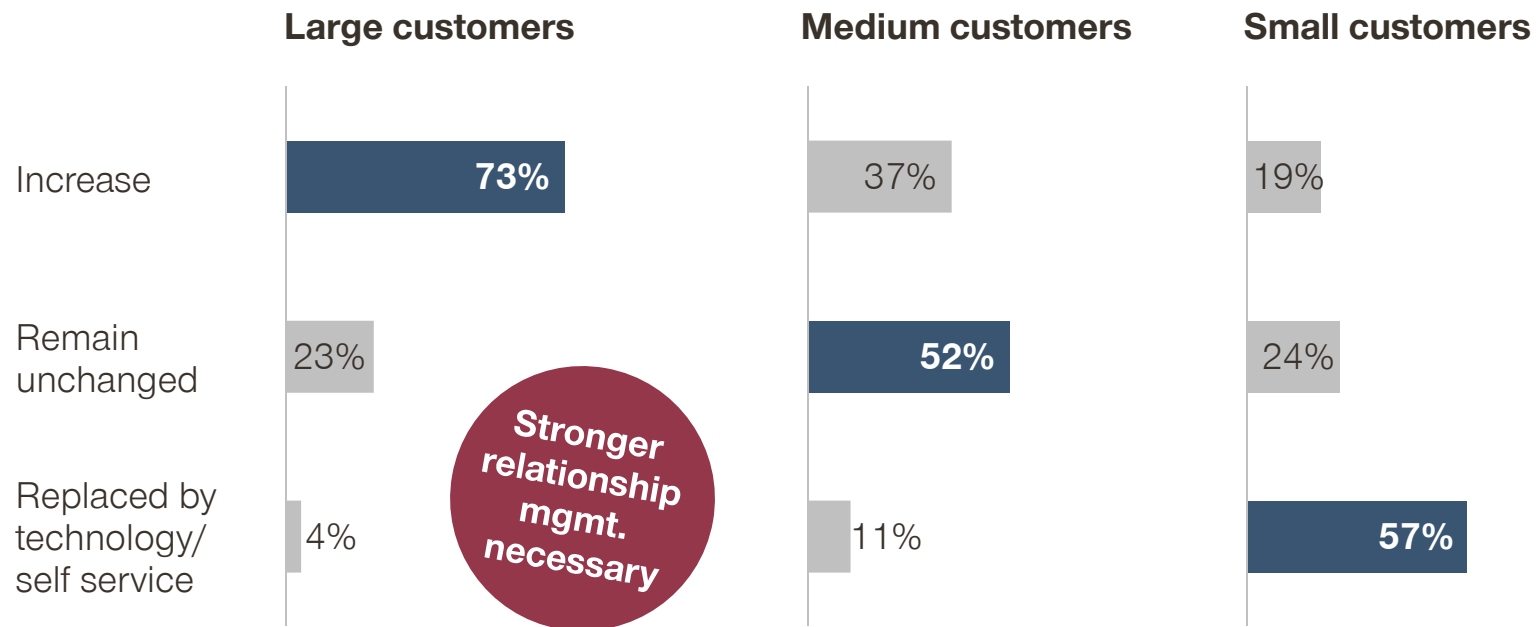 Large customers Medium customers Small customers
Increase 73% 37% 19%
Remain
unchanged
23% 52% 24%
Replaced by
technology/
self service
4% 11% 57%
Stronger
relationship
mgmt.
necessary